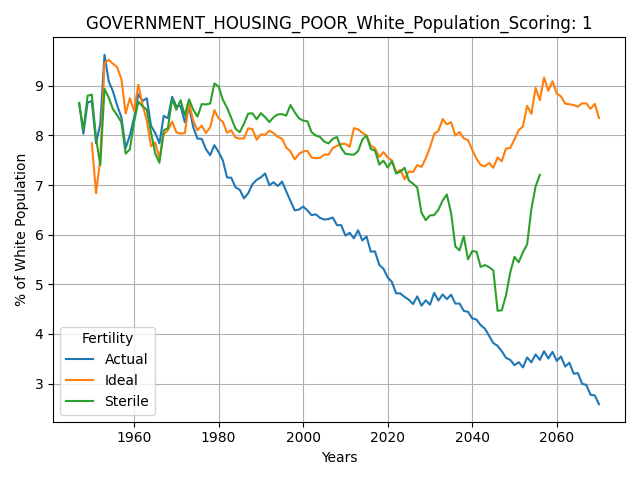 GOVERNMENT_HOUSING_POOR_White_Population_Scoring: 1
% of White Population
9
8
7
6
5
4
3
Fertility
Actual
Ideal
Sterile
1960 1980 2000 2020 2040 2060
Years